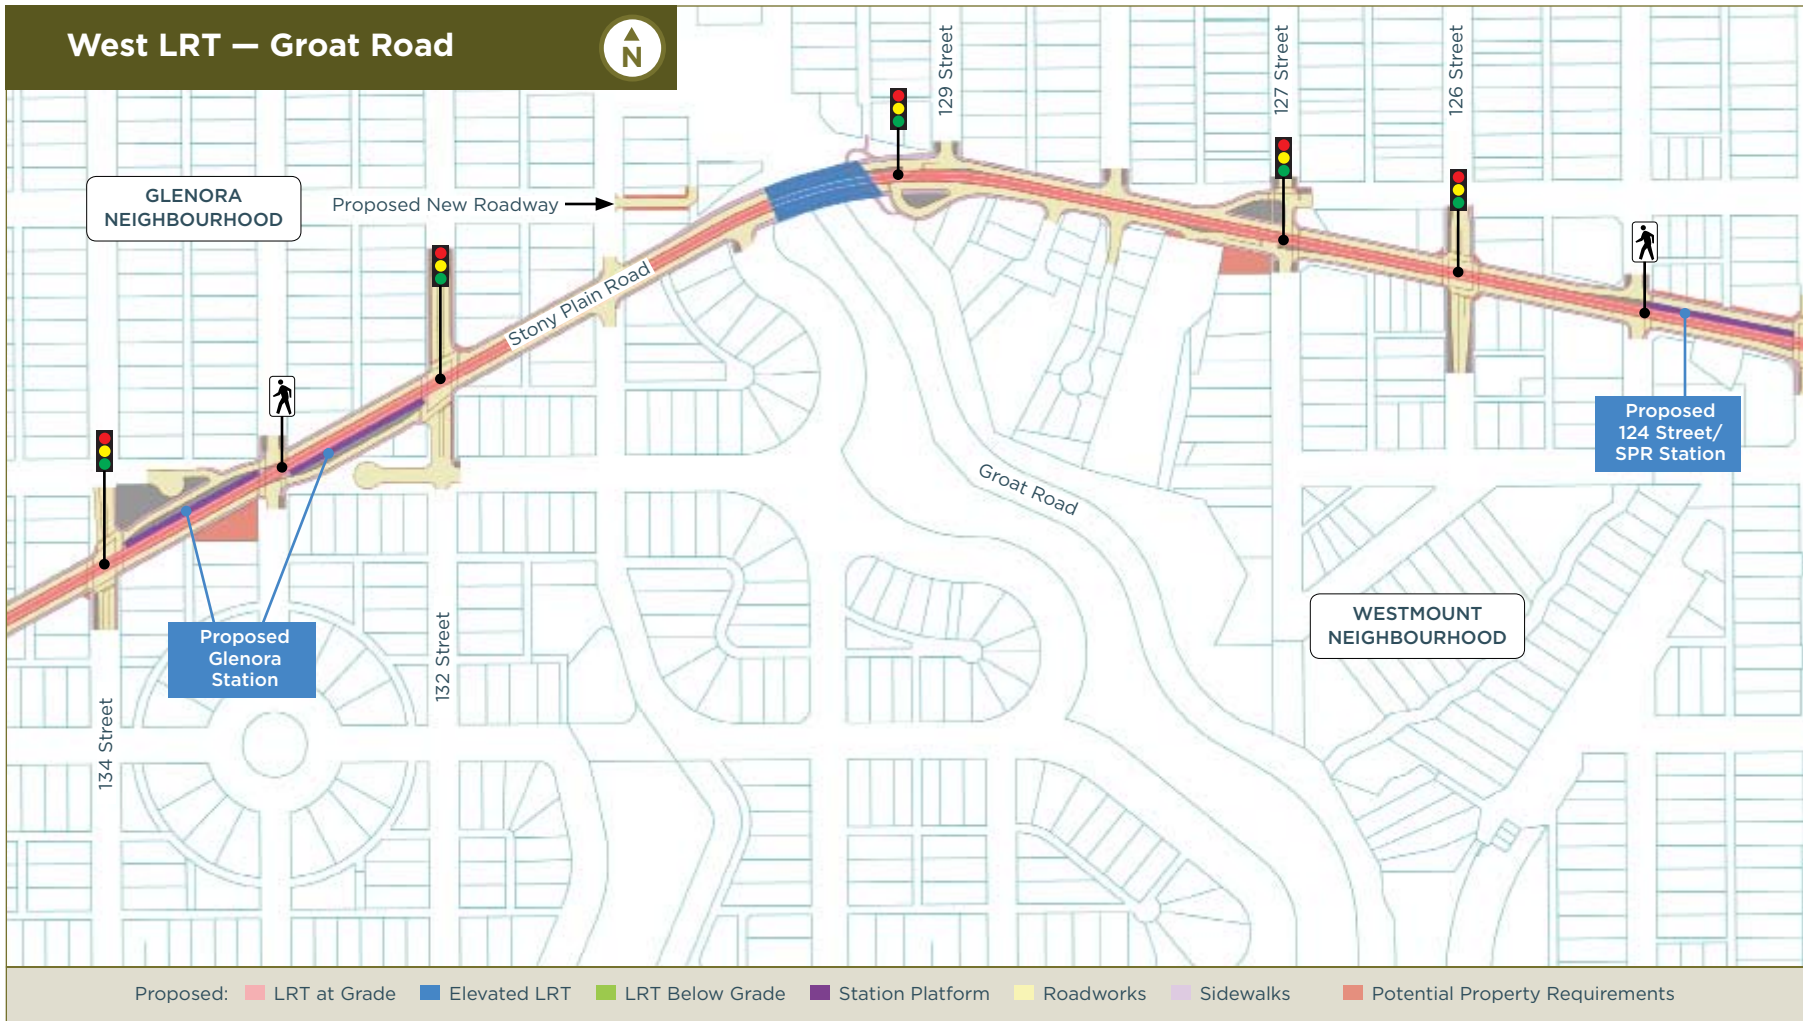 West LRT — Groat Road
N
129 Street
127 Street
126 Street
GLENORA
NEIGHBOURHOOD
Proposed New Roadway
Stony Plain Road
Proposed
124 Street/
SPR Station
Groat Road
WESTMOUNT
NEIGHBOURHOOD
Proposed
Glenora
Station
132 Street
134 Street
Proposed: LRT at Grade Elevated LRT LRT Below Grade Station Platform Roadworks Sidewalks Potential Property Requirements